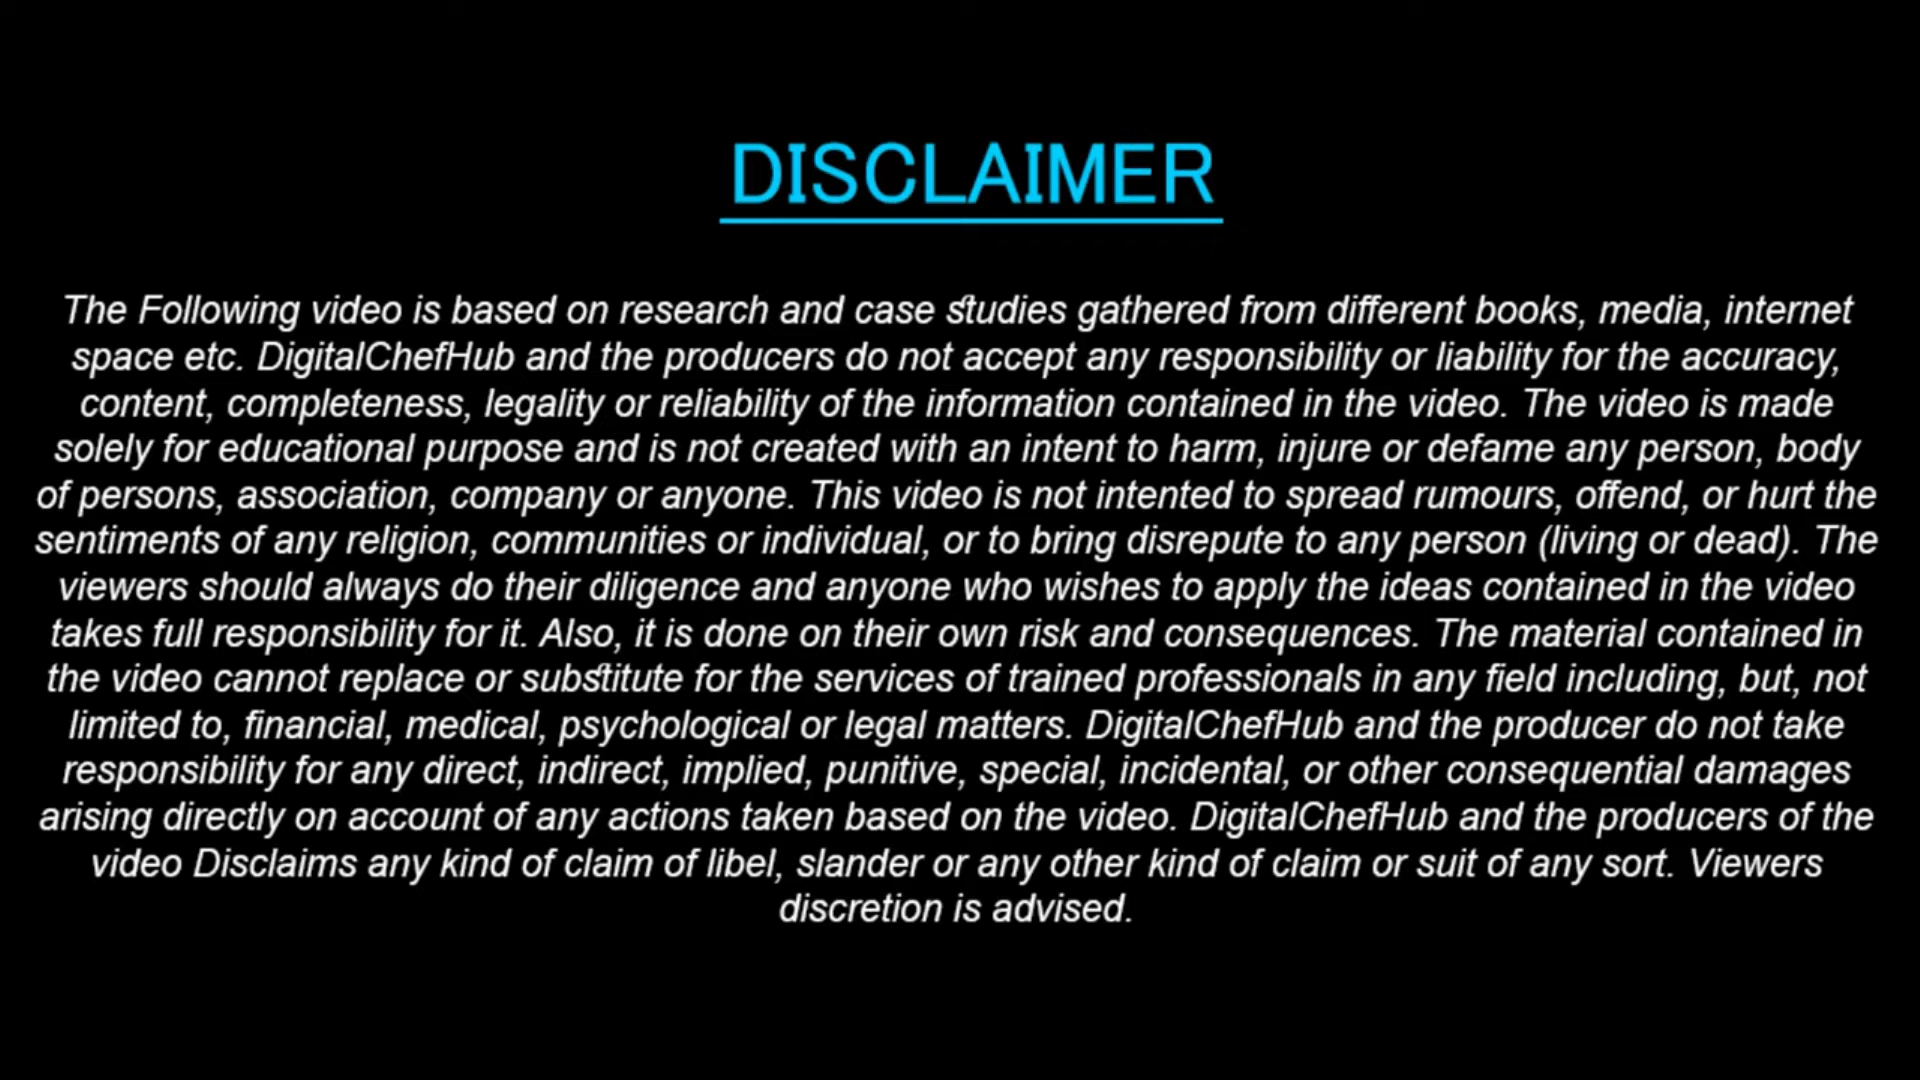 DISCLAIMER
The Following video is based on research and case studies gathered from different books, media, internet
space etc. DigitalChefHub and the producers do not accept any responsibility or liability for the accuracy,
content, completeness, legality or reliability of the information contained in the video. The video is made
solely for educational purpose and is not created with an intent to harm, injure or defame any person, body
of persons, association, company or anyone. This video is not intented to spread rumours, offend, or hurt the
sentiments of any religion, communities or individual, or to bring disrepute to any person (living or dead). The
viewers should always do their diligence and anyone who wishes to apply the ideas contained in the video
takes full responsibility for it. Also, it is done on their own risk and consequences. The material contained in
the video cannot replace or substitute for the services of trained professionals in any field including, but, not
limited to, financial, medical, psychological or legal matters. DigitalChefHub and the producer do not take
responsibility for any direct, indirect, implied, punitive, special, incidental, or other consequential damages
arising directly on account of any actions taken based on the video. DigitalChefHub and the producers of the
video Disclaims any kind of claim of libel, slander or any other kind of claim or suit of any sort. Viewers
discretion is advised.